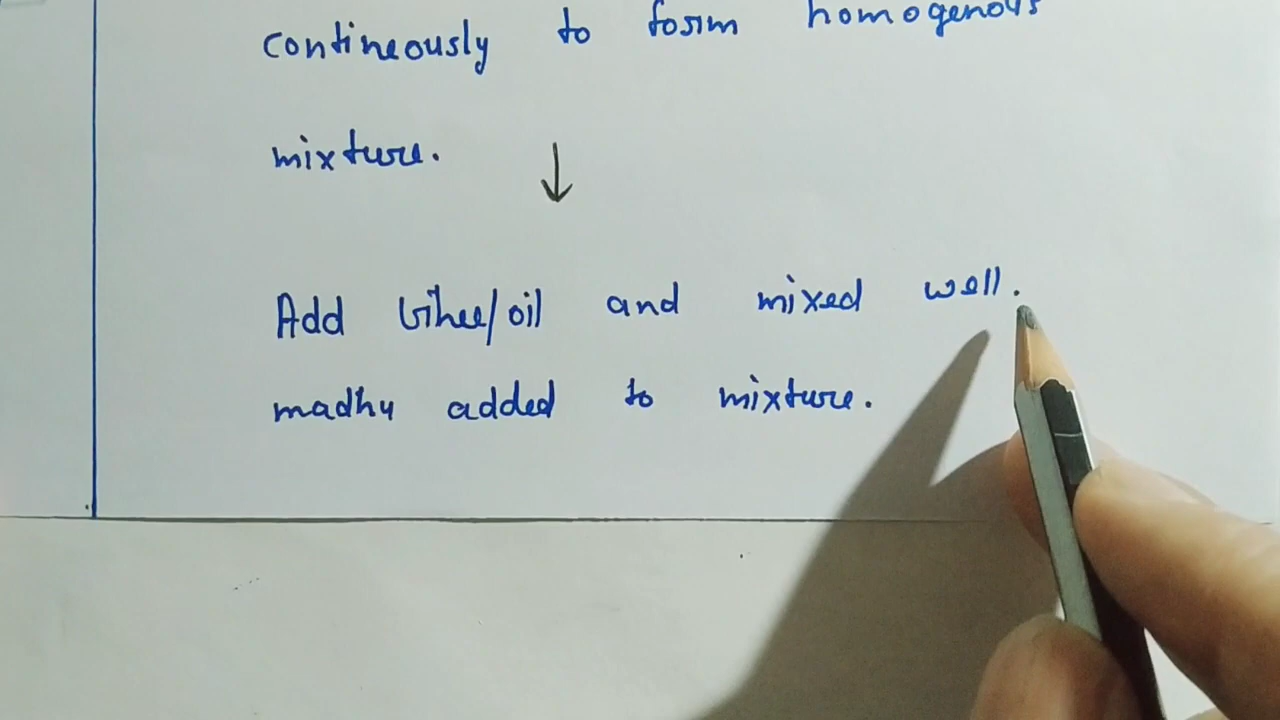 contineously to form homogenous
mixture.
↓
Add Ghee/oil and mixed well.
madhu added to mixture.